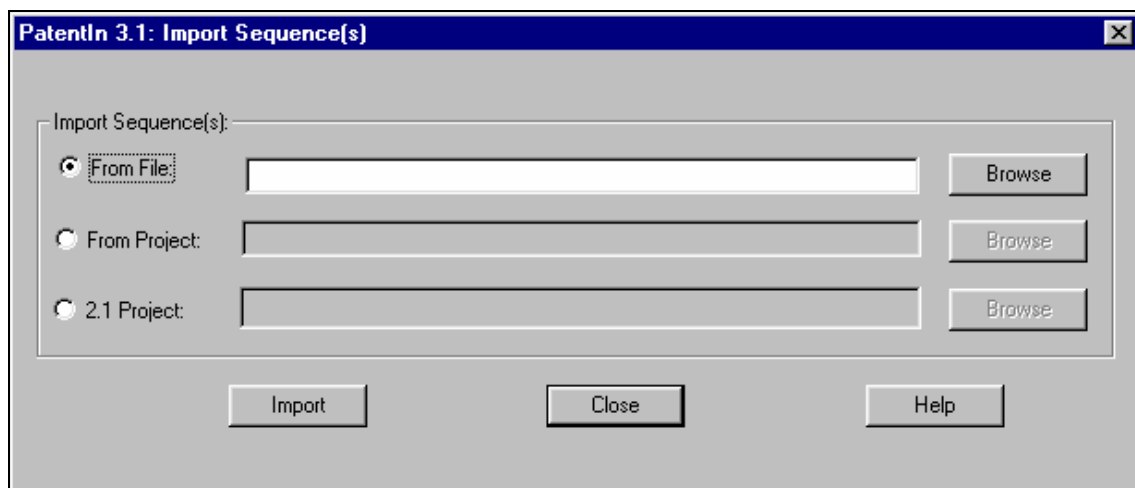 PatentIn 3.1: Import Sequence(s)
Import Sequence(s):
From File:
Browse
From Project:
Browse
2.1 Project:
Browse
Import
Close
Help